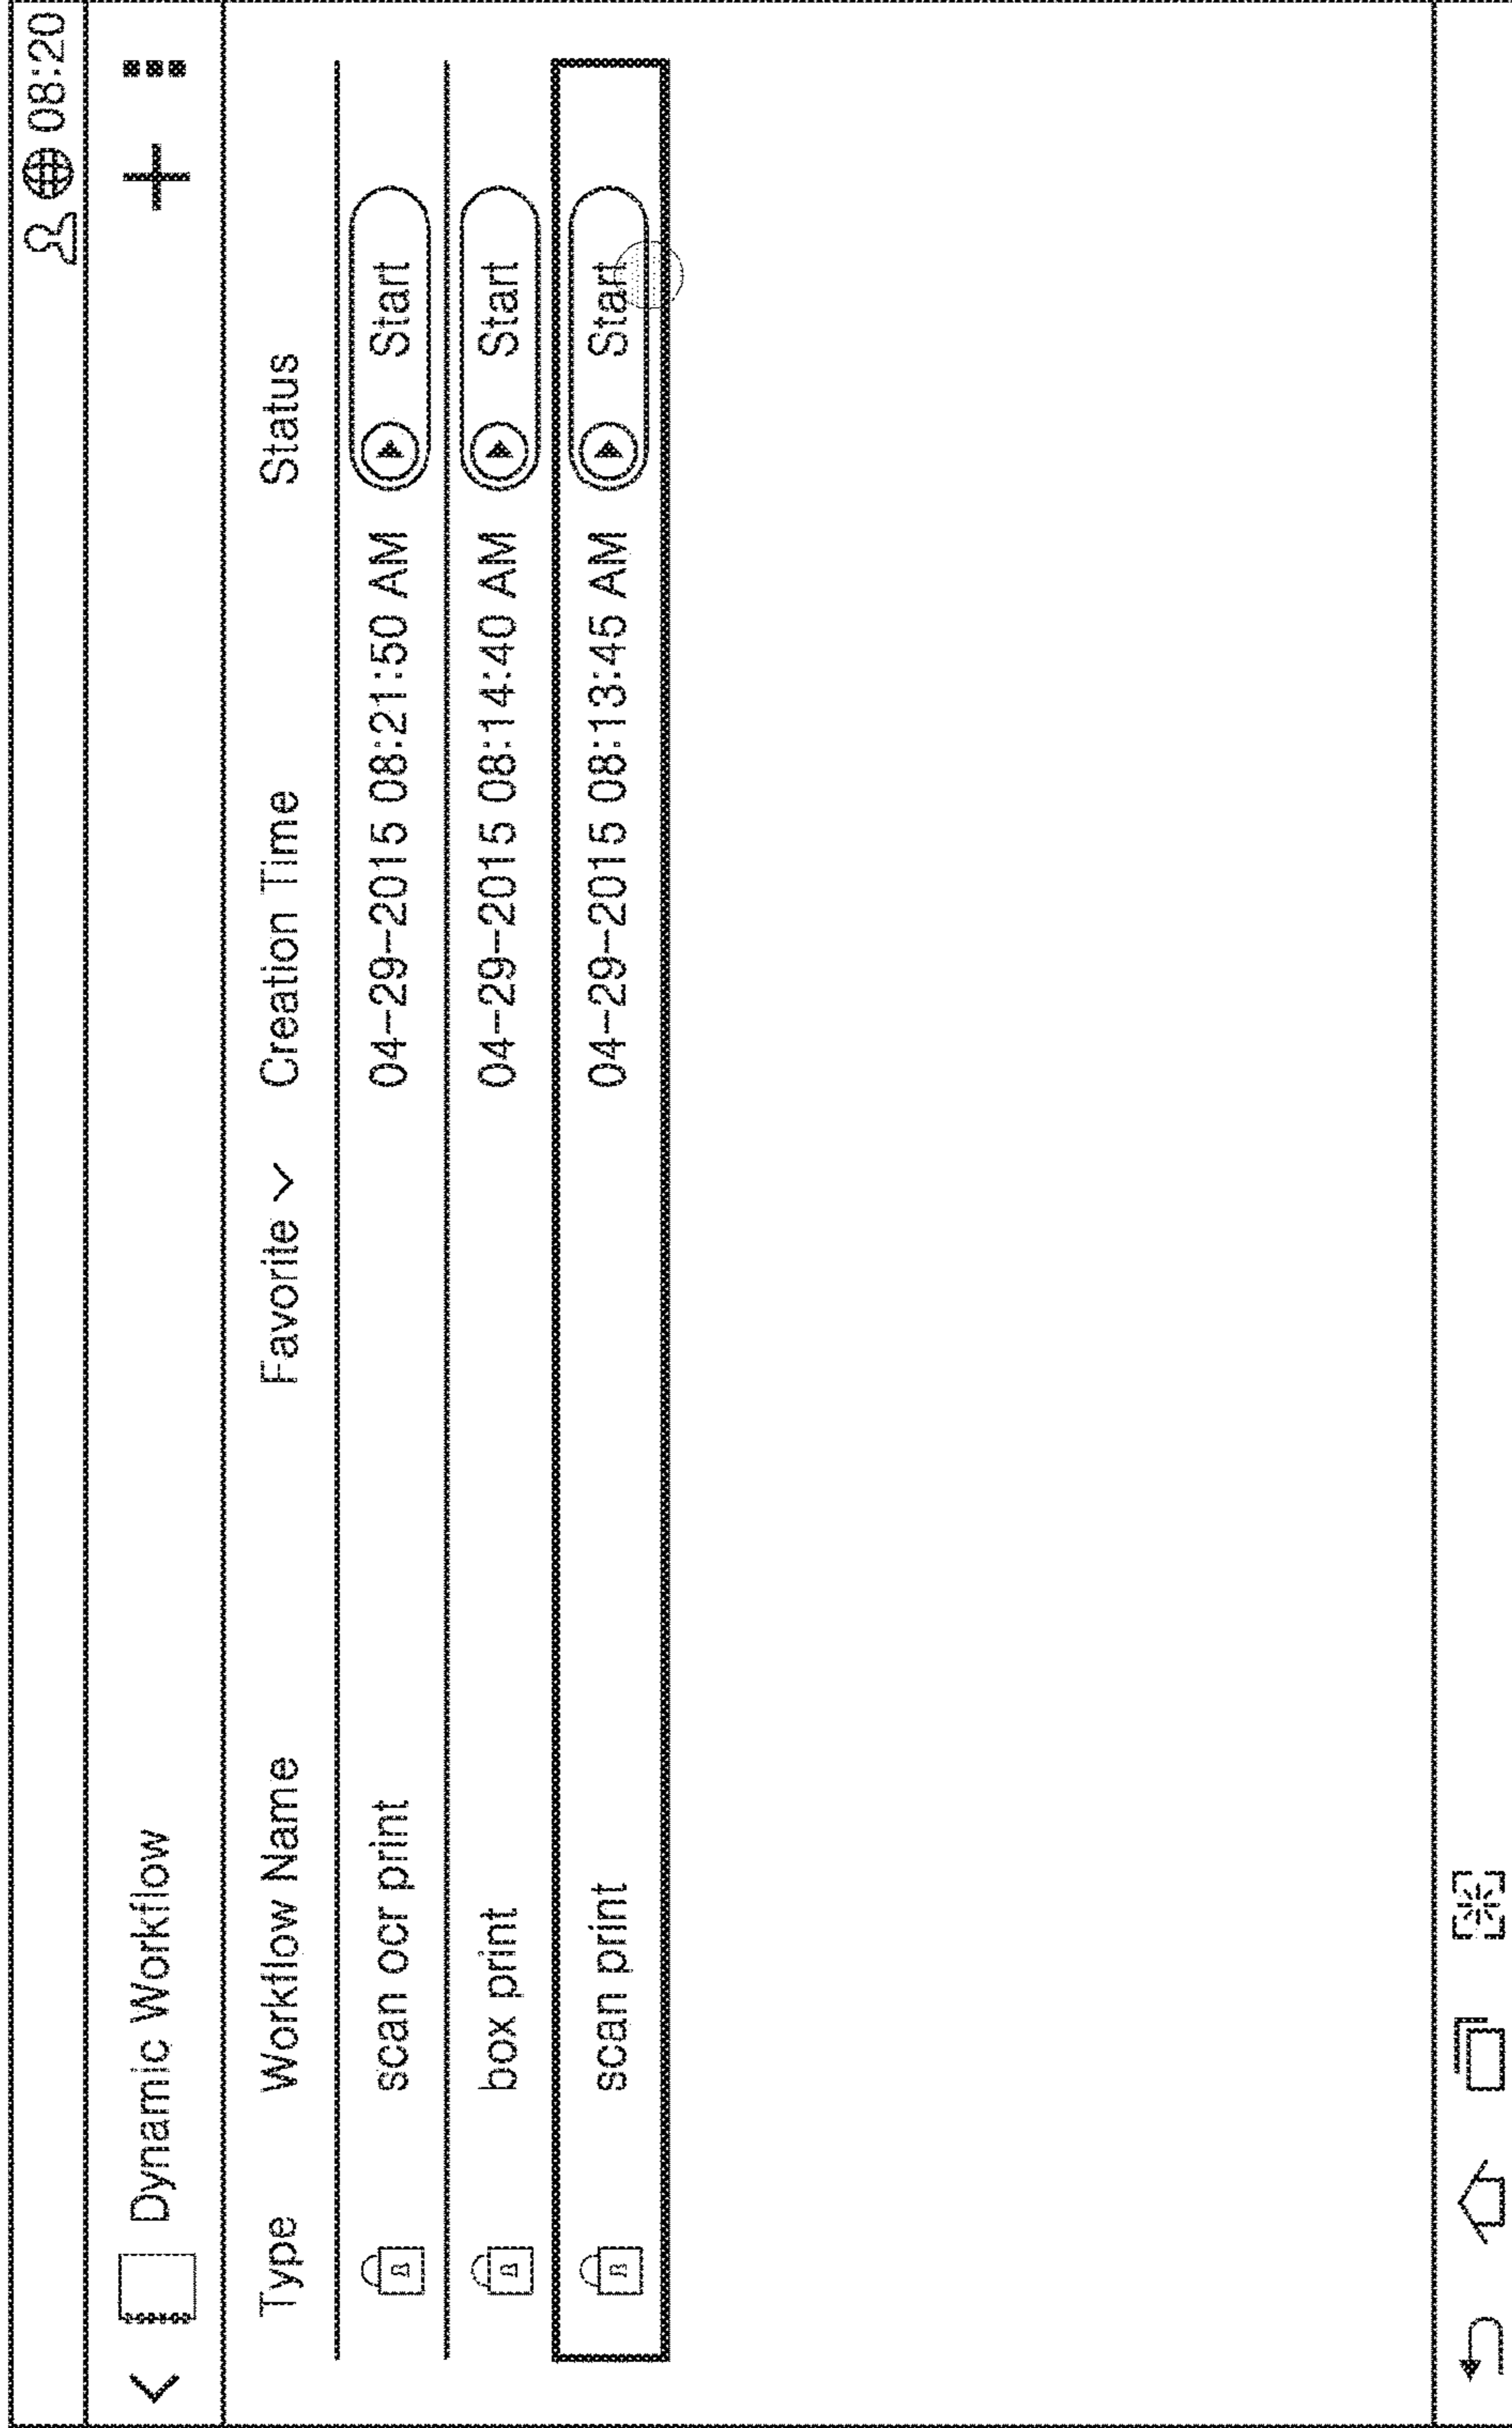 08:20
Dynamic Workflow
Type Workflow Name Favorite Creation Time Status
scan ocr print 04-29-2015 08:21:50 AM Start
box print 04-29-2015 08:14:40 AM Start
scan print 04-29-2015 08:13:45 AM Start